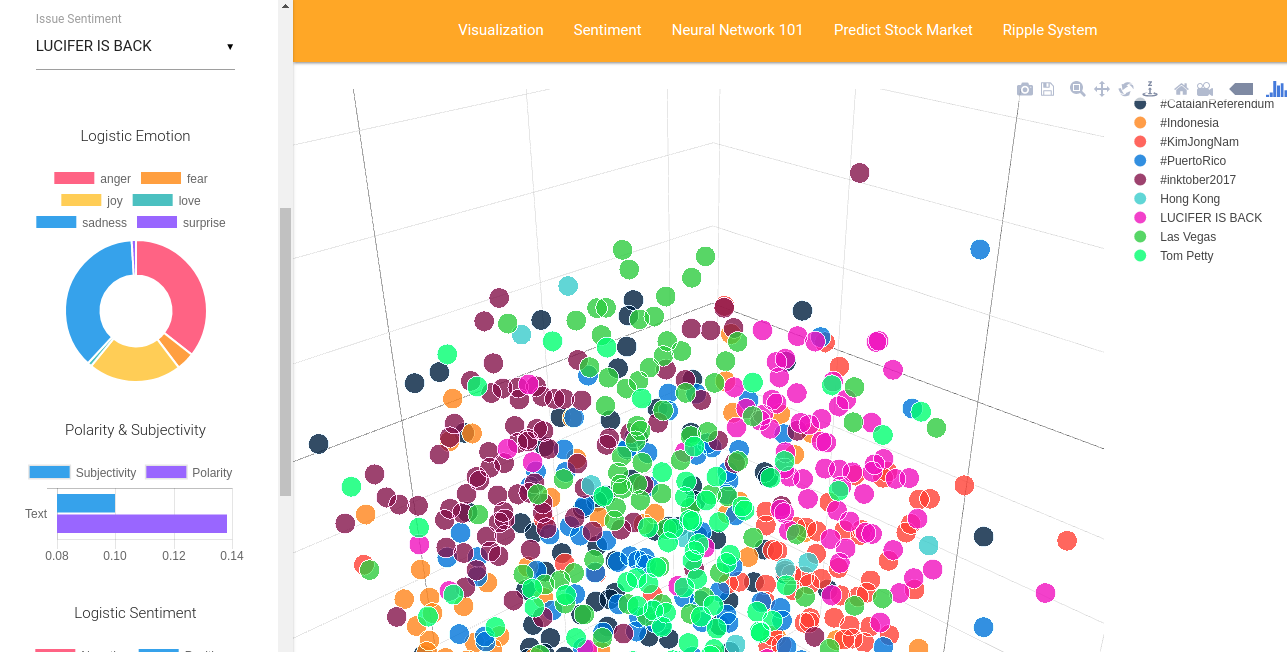 Issue Sentiment
LUCIFER IS BACK
Logistic Emotion
anger fear
joy love
sadness surprise
Polarity & Subjectivity
Subjectivity Polarity
Text
0.08 0.10 0.12 0.14
Logistic Sentiment
Visualization Sentiment Neural Network 101 Predict Stock Market Ripple System
#CatalanReferendum
#Indonesia
#KimJongNam
#PuertoRico
#inktober2017
Hong Kong
LUCIFER IS BACK
Las Vegas
Tom Petty